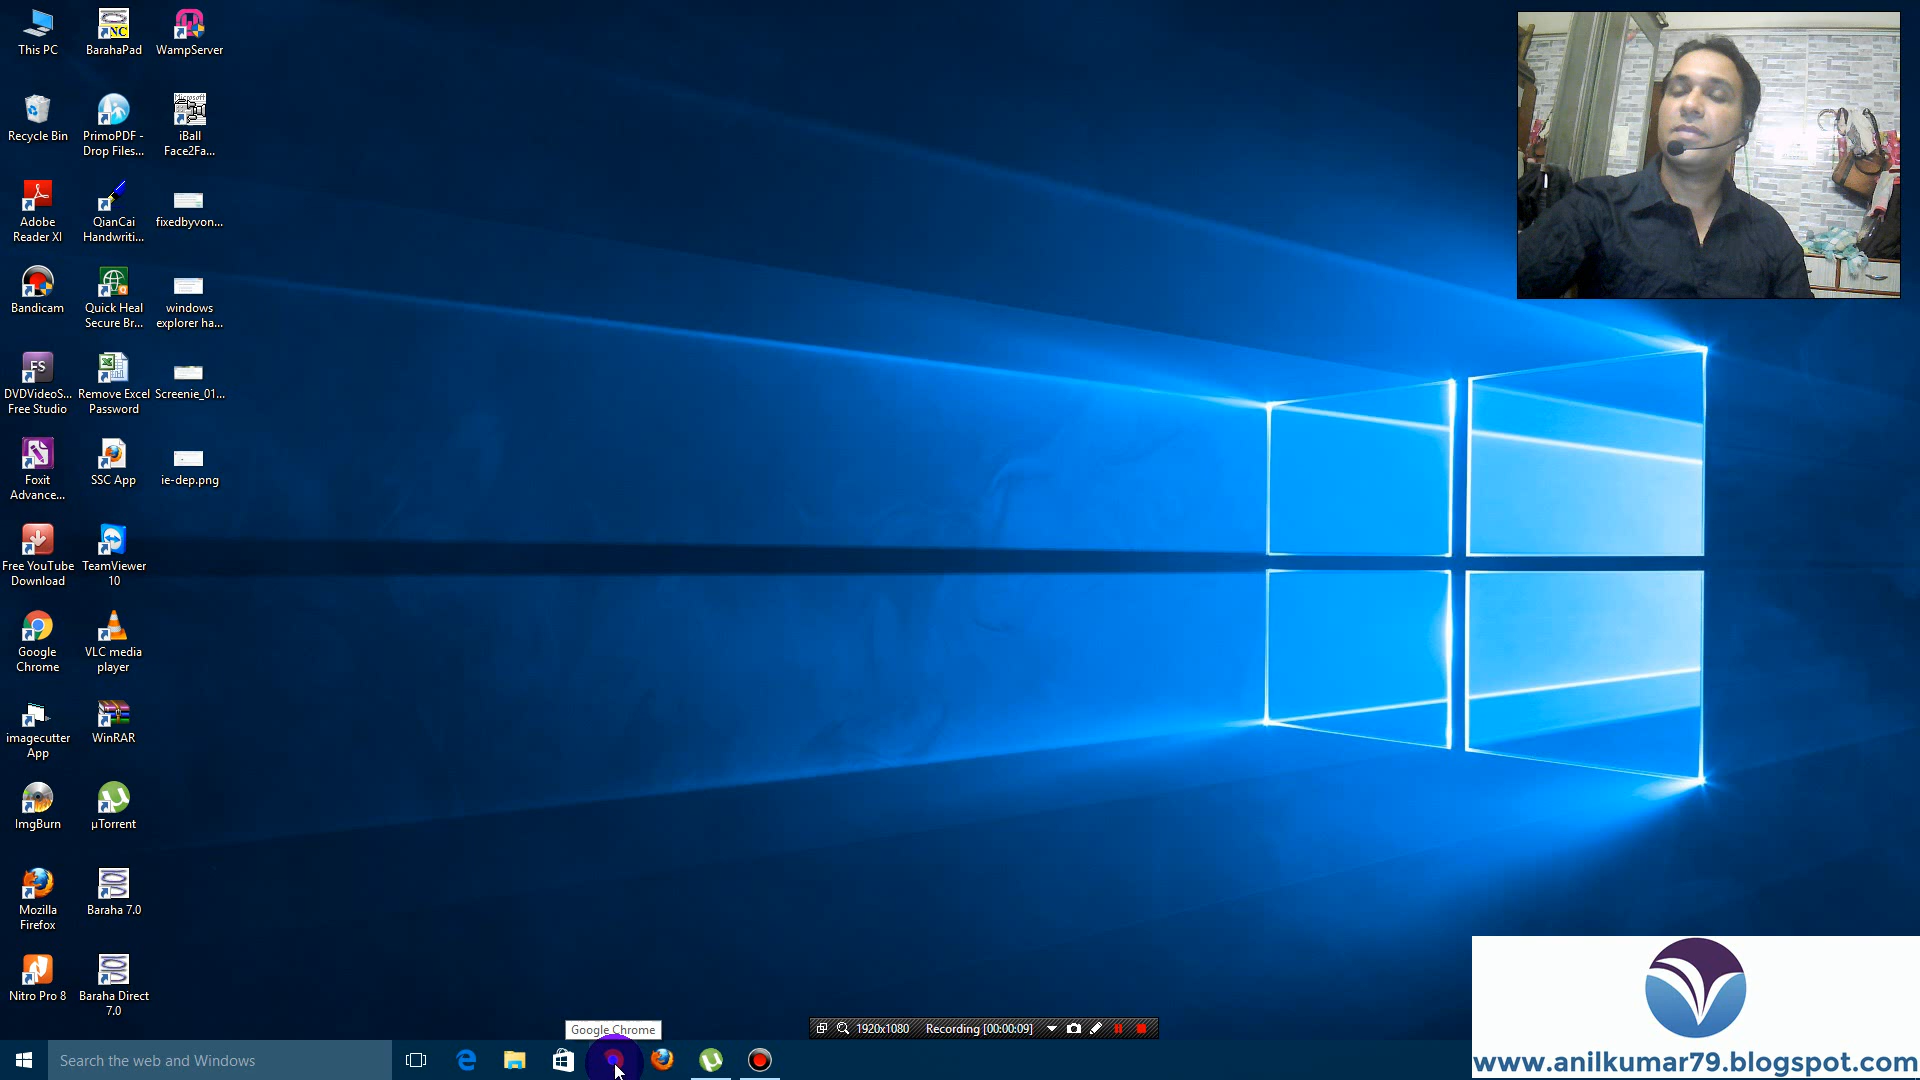 This PC
BarahaPad
WampServer
Recycle Bin
PrimoPDF -
Drop Files...
Microsoft
iBall
Face2Fa...
Adobe
Reader XI
QianCai
Handwriti...
fixedbyvon...
Bandicam
Quick Heal
Secure Br...
windows
explorer ha...
FS
DVDVideoS...
Free Studio
Remove Excel
Password
Screenie_01...
Foxit
Advance...
SSC App
ie-dep.png
Free YouTube
Download
TeamViewer
10
Google
Chrome
VLC media
player
imagecutter
App
WinRAR
ImgBurn
µTorrent
Mozilla
Firefox
Baraha 7.0
Nitro Pro 8
Baraha Direct
7.0
NC
Google Chrome
1920x1080 Recording [00:00:09]
Search the web and Windows
www.anilkumar79.blogspot.com